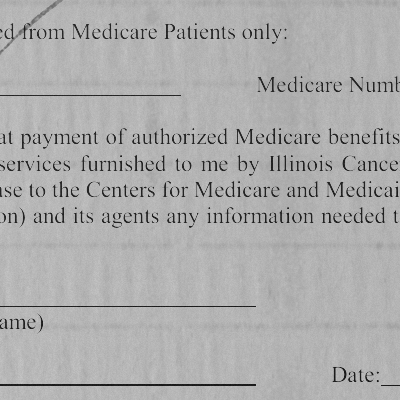 ed from Medicare Patients only:
Medicare Numb
at payment of authorized Medicare benefits
services furnished to me by Illinois Cance
ase to the Centers for Medicare and Medicai
on) and its agents any information needed t
ame)
Date: